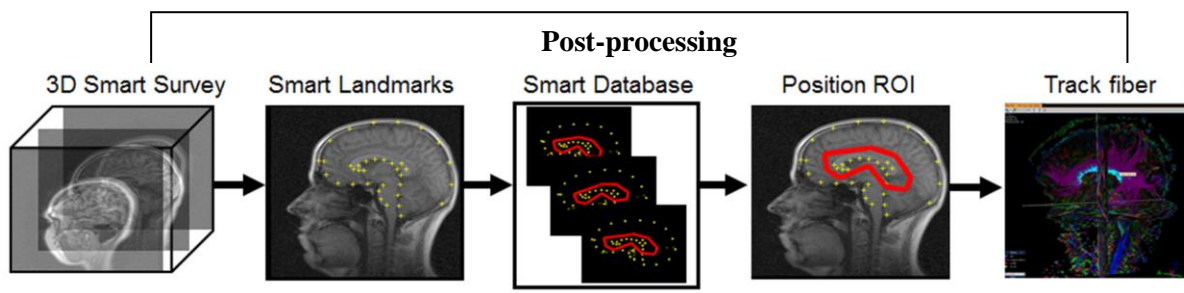 Post-processing
3D Smart Survey
Smart Landmarks
Smart Database
Position ROI
Track fiber